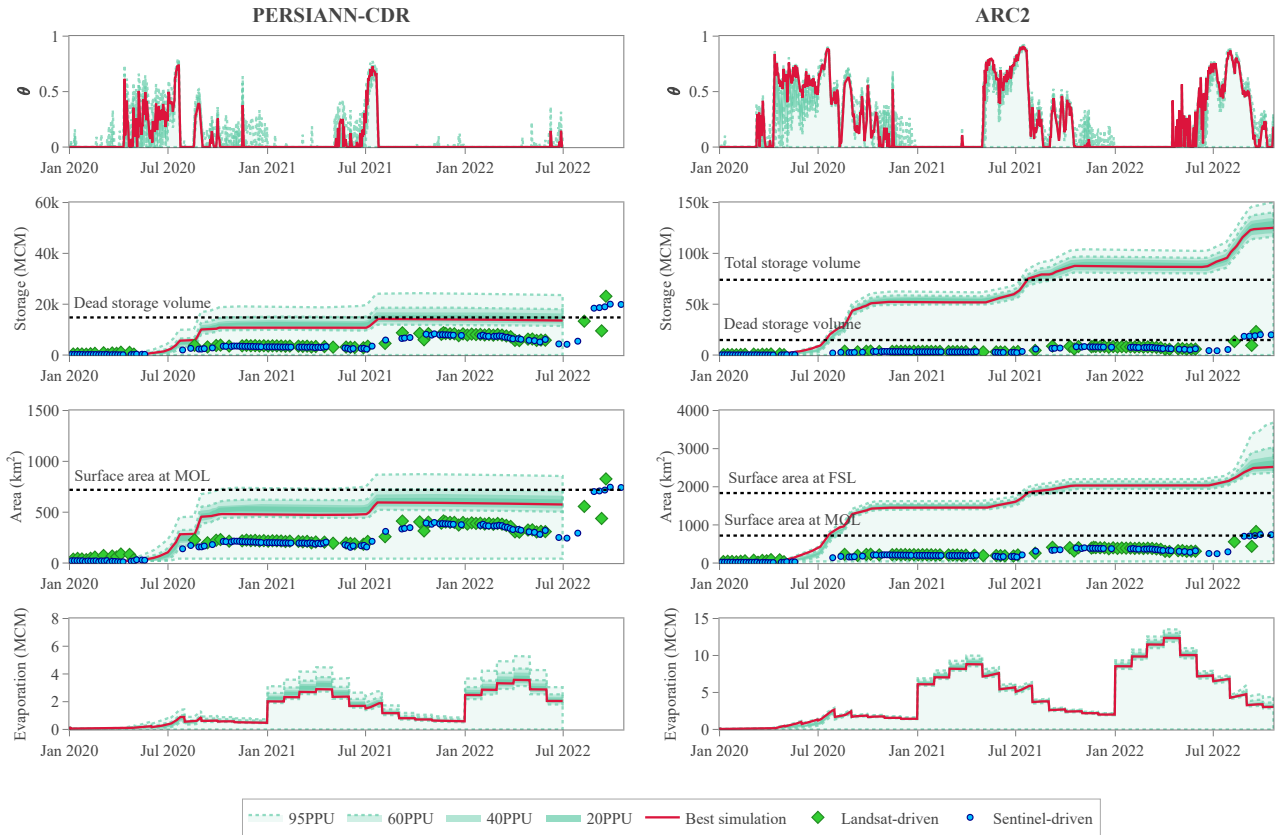 PERSIANN-CDR
ARC2
1
0.5
0
θ
Jan 2020 Jul 2020 Jan 2021 Jul 2021 Jan 2022 Jul 2022
1
0.5
0
θ
Jan 2020 Jul 2020 Jan 2021 Jul 2021 Jan 2022 Jul 2022
60k
40k
20k
0
Storage (MCM)
Dead storage volume
Jan 2020 Jul 2020 Jan 2021 Jul 2021 Jan 2022 Jul 2022
150k
100k
50k
0
Storage (MCM)
Total storage volume
Dead storage volume
Jan 2020 Jul 2020 Jan 2021 Jul 2021 Jan 2022 Jul 2022
1500
1000
500
0
Area (km²)
Surface area at MOL
Jan 2020 Jul 2020 Jan 2021 Jul 2021 Jan 2022 Jul 2022
4000
3000
2000
1000
0
Area (km²)
Surface area at FSL
Surface area at MOL
Jan 2020 Jul 2020 Jan 2021 Jul 2021 Jan 2022 Jul 2022
8
6
4
2
0
Evaporation (MCM)
Jan 2020 Jul 2020 Jan 2021 Jul 2021 Jan 2022 Jul 2022
15
10
5
0
Evaporation (MCM)
Jan 2020 Jul 2020 Jan 2021 Jul 2021 Jan 2022 Jul 2022
95PPU 60PPU 40PPU 20PPU Best simulation Landsat-driven Sentinel-driven